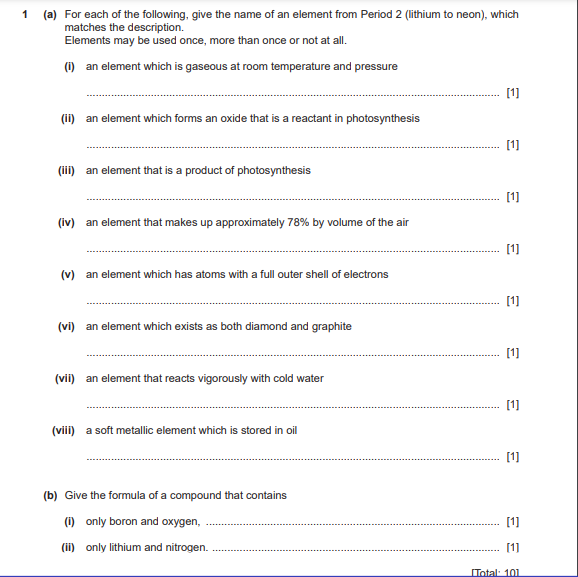 1 (a) For each of the following, give the name of an element from Period 2 (lithium to neon), which
matches the description.
Elements may be used once, more than once or not at all.
(i) an element which is gaseous at room temperature and pressure
[1]
(ii) an element which forms an oxide that is a reactant in photosynthesis
[1]
(iii) an element that is a product of photosynthesis
[1]
(iv) an element that makes up approximately 78% by volume of the air
[1]
(v) an element which has atoms with a full outer shell of electrons
[1]
(vi) an element which exists as both diamond and graphite
[1]
(vii) an element that reacts vigorously with cold water
[1]
(viii) a soft metallic element which is stored in oil
[1]
(b) Give the formula of a compound that contains
(i) only boron and oxygen, [1]
(ii) only lithium and nitrogen. [1]
[Total: 10]